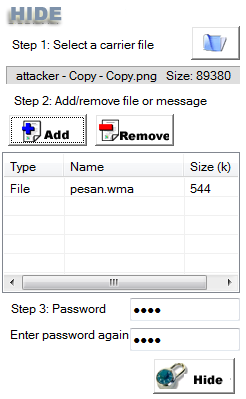 HIDE
Step 1: Select a carrier file
attacker - Copy - Copy.png Size: 89380
Step 2: Add/remove file or message
Add Remove
Type Name Size (k)
File pesan.wma 544
Step 3: Password ●●●●
Enter password again ●●●●
Hide